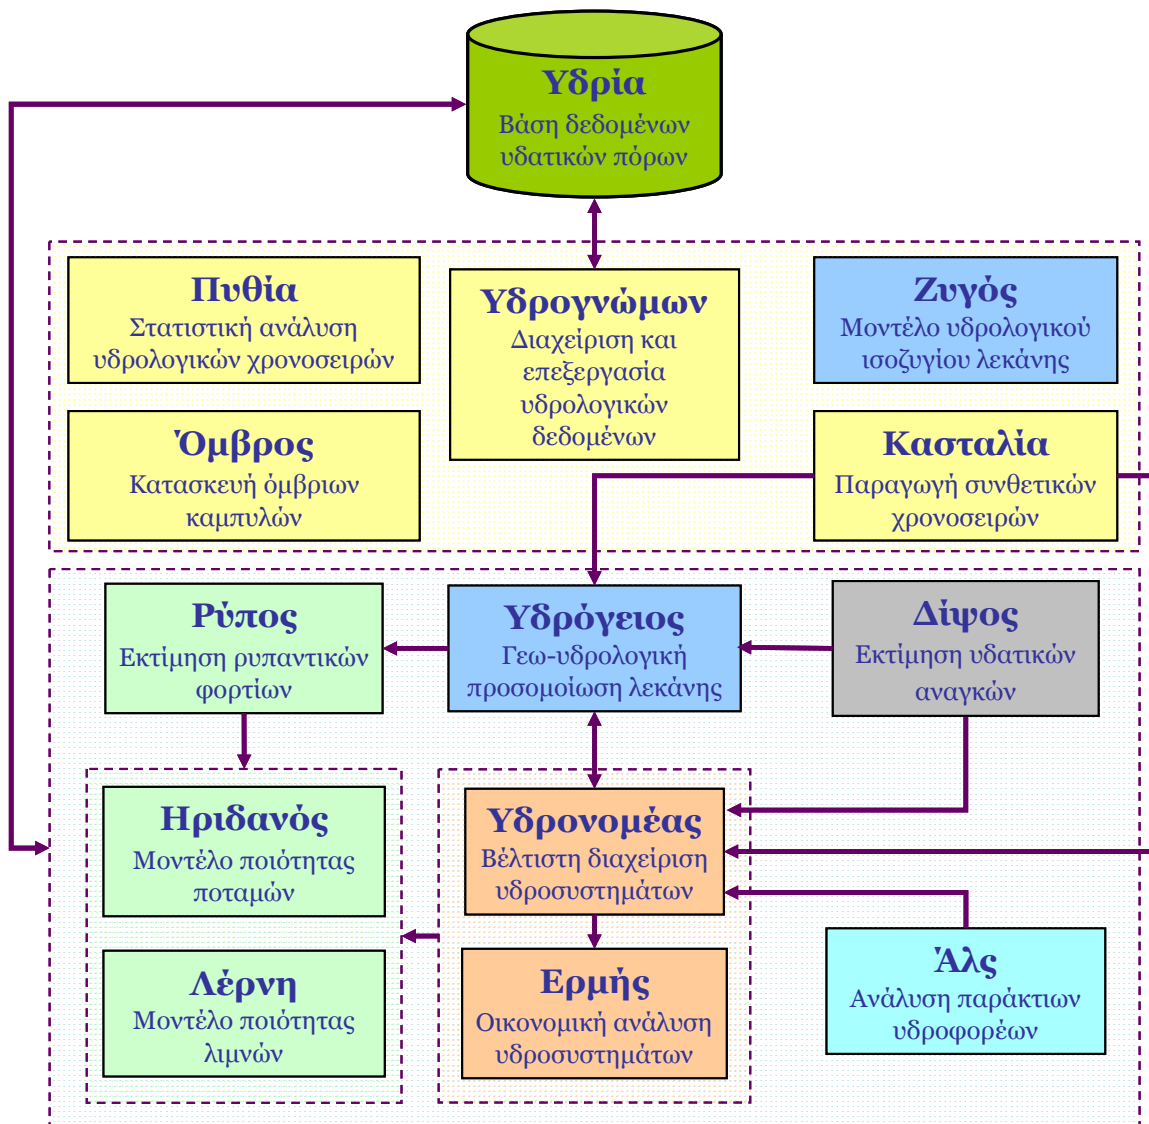 Υδρία
Βάση δεδομένων
υδατικών πόρων
Πυθία
Στατιστική ανάλυση
υδρολογικών χρονοσειρών
Υδρογνώμων
Διαχείριση και
επεξεργασία
υδρολογικών
δεδομένων
Ζυγός
Μοντέλο υδρολογικού
ισοζυγίου λεκάνης
Όμβρος
Κατασκευή όμβριων
καμπυλών
Κασταλία
Παραγωγή συνθετικών
χρονοσειρών
Ρύπος
Εκτίμηση ρυπαντικών
φορτίων
Υδρόγειος
Γεω-υδρολογική
προσομοίωση λεκάνης
Δίψος
Εκτίμηση υδατικών
αναγκών
Ηριδανός
Μοντέλο ποιότητας
ποταμών
Υδρονομέας
Βέλτιστη διαχείριση
υδροσυστημάτων
Λέρνη
Μοντέλο ποιότητας
λιμνών
Ερμής
Οικονομική ανάλυση
υδροσυστημάτων
Άλς
Ανάλυση παράκτιων
υδροφορέων